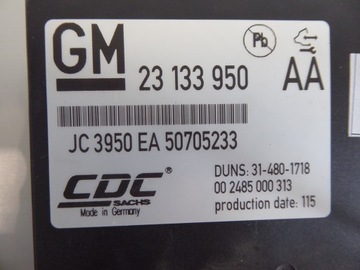 GM
Pb
23 133 950
AA
JC 3950 EA 50705233
CDC
SACHS
Made in Germany
DUNS: 31-480-1718
00 2485 000 313
production date: 115